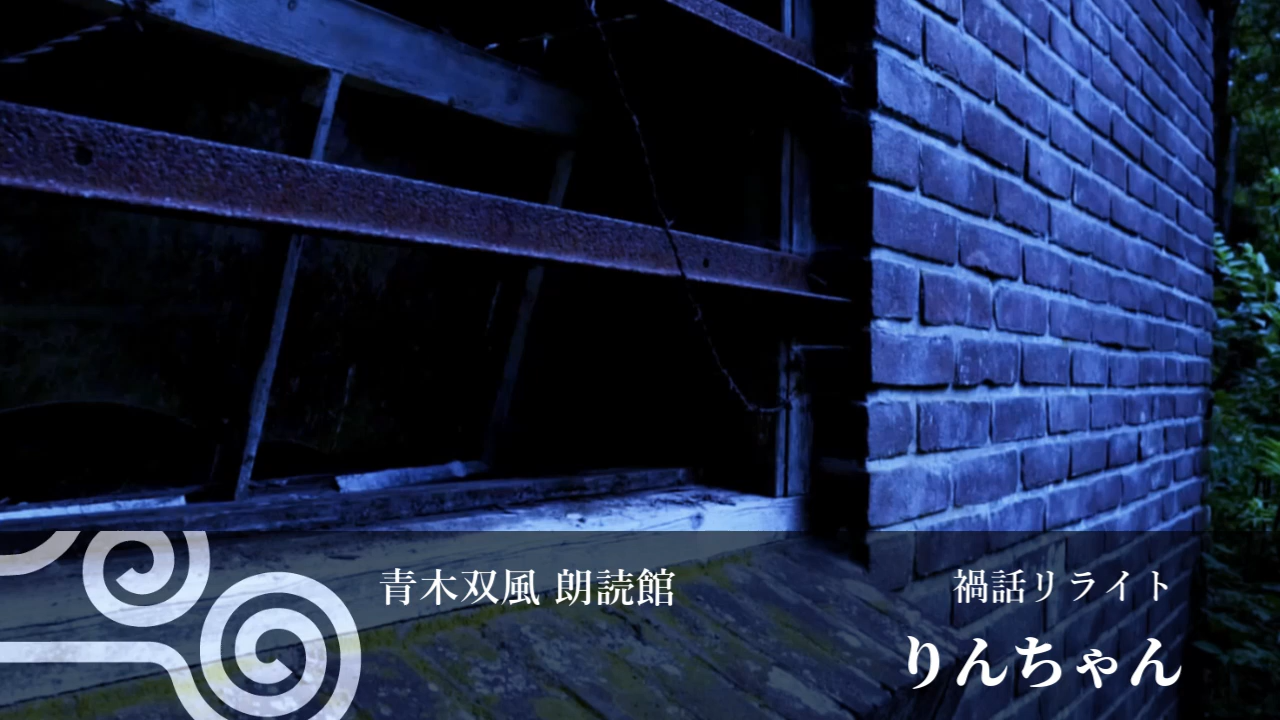 青木双風 朗読館
禍話リライト
りんちゃん